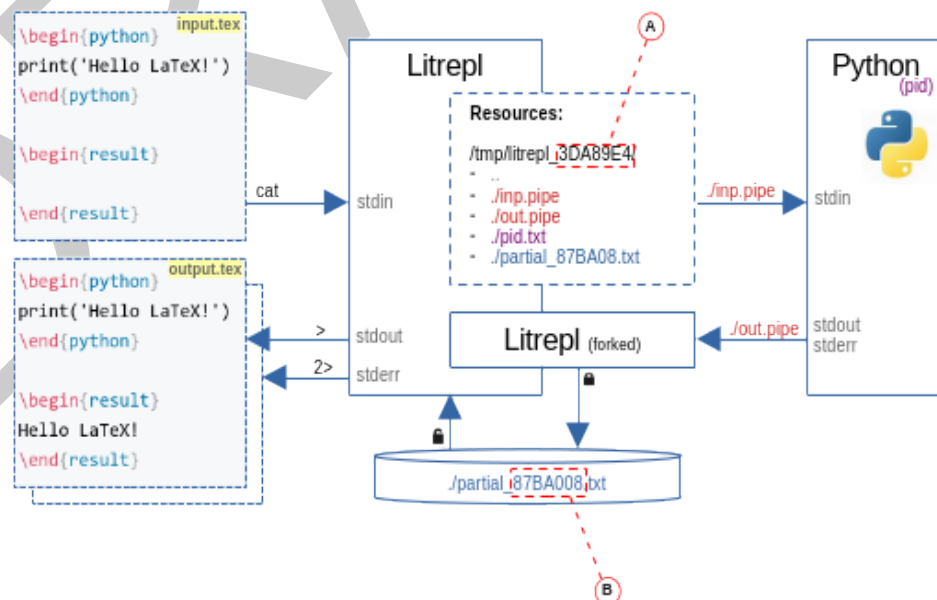 input.tex
\begin{python}
print('Hello LaTeX!')
\end{python}
\begin{result}
\end{result}
cat
output.tex
\begin{python}
print('Hello LaTeX!')
\end{python}
\begin{result}
Hello LaTeX!
\end{result}
>
2>
Litrepl
stdin
stdout
stderr
A
Resources:
/tmp/litrepl_3DA89E4/
- ..
- ./inp.pipe
- ./out.pipe
- ./pid.txt
- ./partial_87BA08.txt
Litrepl (forked)
./partial_87BA008.txt
B
./inp.pipe
./out.pipe
Python
(pid)
stdin
stdout
stderr